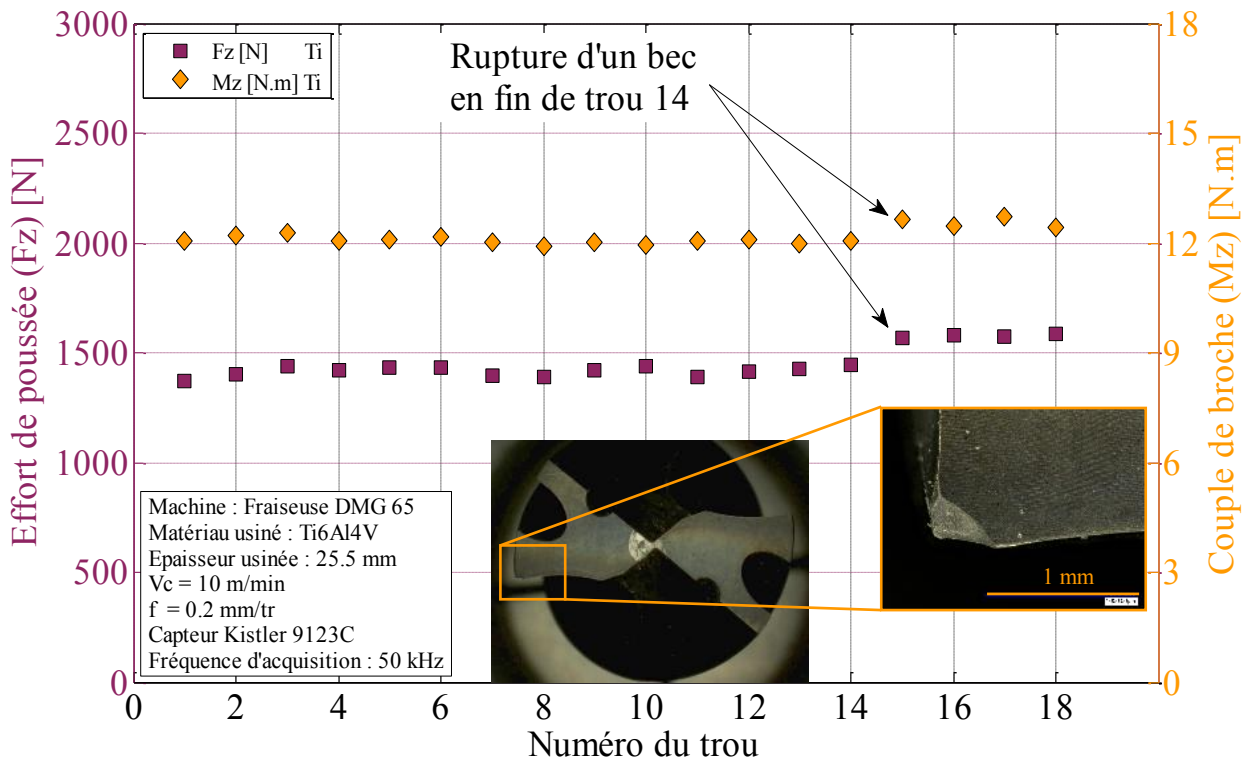 3000
2500
2000
1500
1000
500
0
Effort de poussée (Fz) [N]
Fz [N] Ti
Mz [N.m] Ti
Rupture d'un bec
en fin de trou 14
18
15
12
9
6
3
0
Couple de broche (Mz) [N.m]
Machine : Fraiseuse DMG 65
Matériau usiné : Ti6Al4V
Epaisseur usinée : 25.5 mm
Vc = 10 m/min
f = 0.2 mm/tr
Capteur Kistler 9123C
Fréquence d'acquisition : 50 kHz
1 mm
0 2 4 6 8 10 12 14 16 18
Numéro du trou